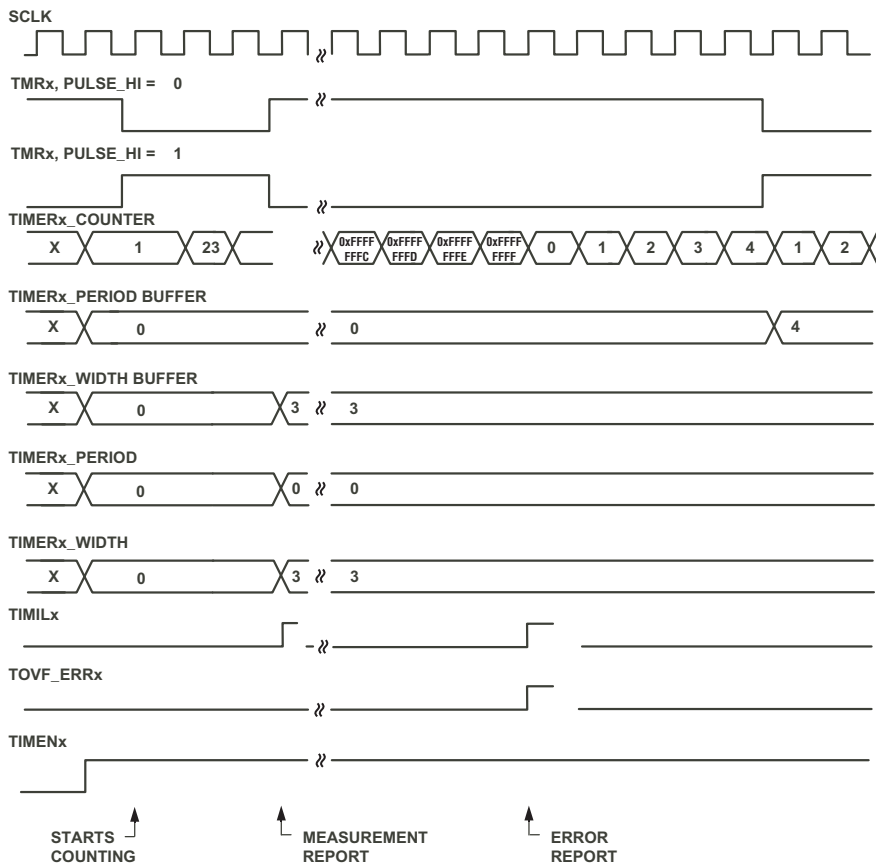 SCLK
TMRx, PULSE_HI = 0
TMRx, PULSE_HI = 1
TIMERx_COUNTER
X 1 23 0xFFFF FFFC 0xFFFF FFFD 0xFFFF FFFE 0xFFFF FFFF 0 1 2 3 4 1 2
TIMERx_PERIOD BUFFER
X 0 0 4
TIMERx_WIDTH BUFFER
X 0 3 3
TIMERx_PERIOD
X 0 0 0
TIMERx_WIDTH
X 0 3 3
TIMILx
TOVF_ERRx
TIMENx
STARTS COUNTING
MEASUREMENT REPORT
ERROR REPORT